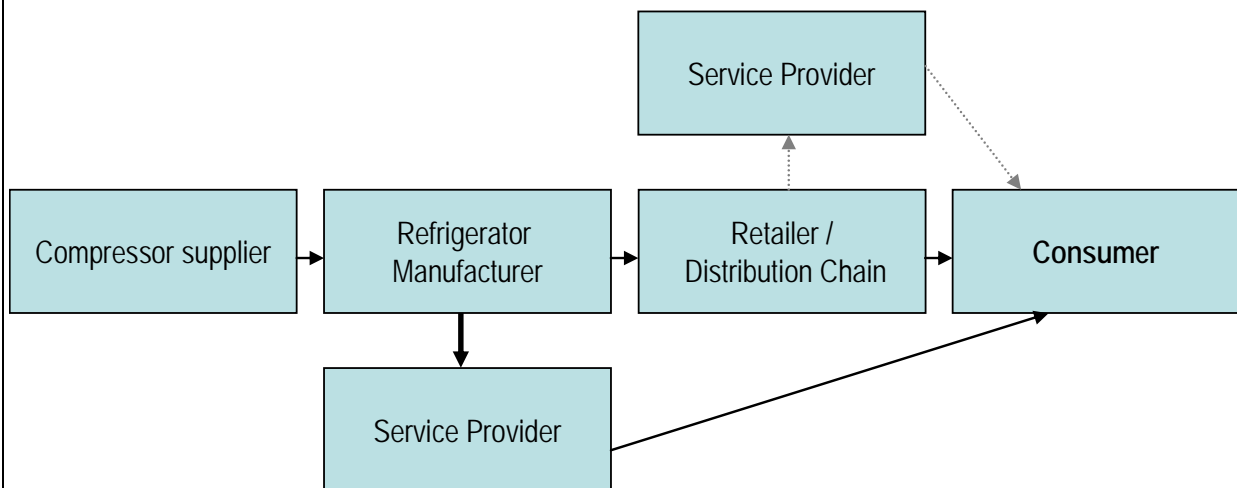 Service Provider
Compressor supplier
Refrigerator
Manufacturer
Retailer /
Distribution Chain
Consumer
Service Provider